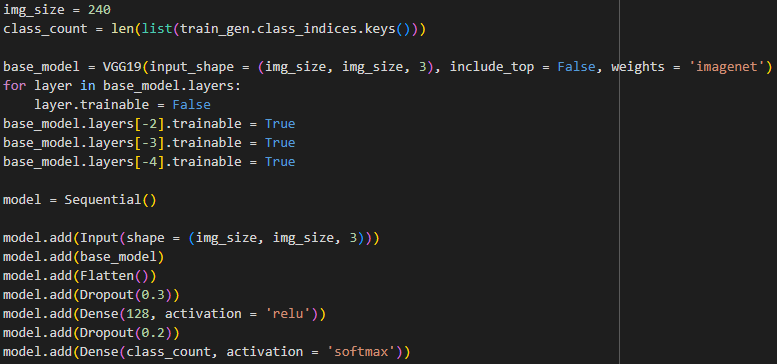 img_size = 240
class_count = len(list(train_gen.class_indices.keys()))
base_model = VGG19(input_shape = (img_size, img_size, 3), include_top = False, weights = 'imagenet')
for layer in base_model.layers:
    layer.trainable = False
base_model.layers[-2].trainable = True
base_model.layers[-3].trainable = True
base_model.layers[-4].trainable = True
model = Sequential()
model.add(Input(shape = (img_size, img_size, 3)))
model.add(base_model)
model.add(Flatten())
model.add(Dropout(0.3))
model.add(Dense(128, activation = 'relu'))
model.add(Dropout(0.2))
model.add(Dense(class_count, activation = 'softmax'))